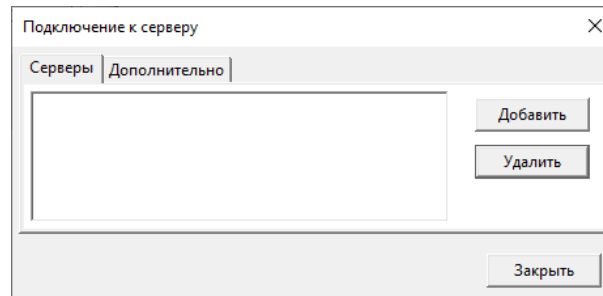 Подключение к серверу
Серверы Дополнительно
Добавить
Удалить
Закрыть